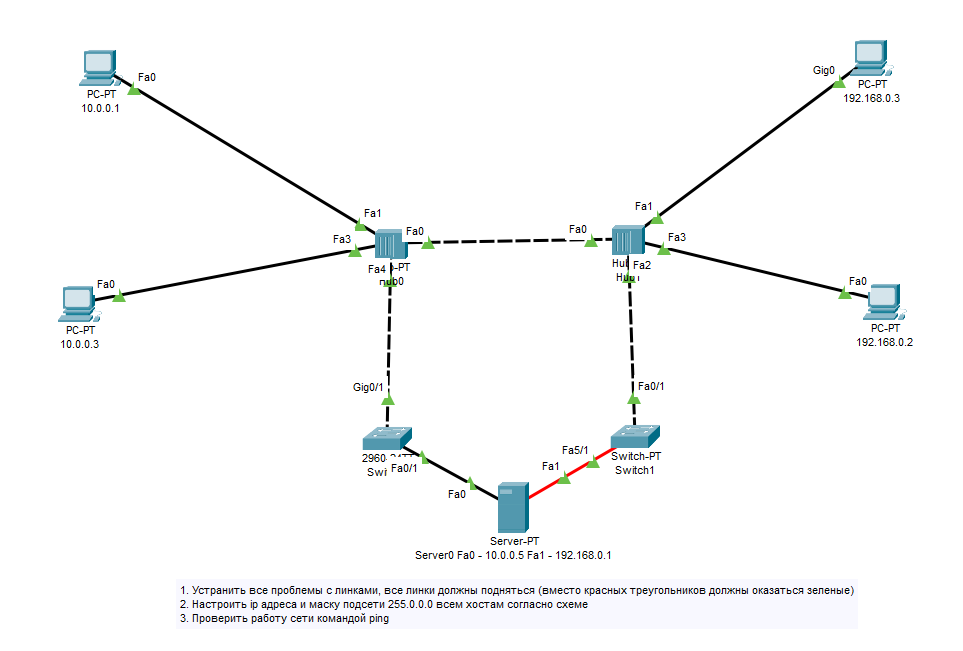 PC-PT
10.0.0.1
Fa0
Gig0
PC-PT
192.168.0.3
Fa1
Fa3
Fa0
Fa4
-PT
Fa0
Fa1
Fa3
Fa2
Fa0
PC-PT
10.0.0.3
Fa0
PC-PT
192.168.0.2
Gig0/1
Fa0/1
Fa0/1
Fa0
Fa5/1
Fa1
Switch-PT
Switch1
Server-PT
Server0 Fa0 - 10.0.0.5 Fa1 - 192.168.0.1
1. Устранить все проблемы с линками, все линки должны подняться (вместо красных треугольников должны оказаться зеленые)
2. Настроить ip адреса и маску подсети 255.0.0.0 всем хостам согласно схеме
3. Проверить работу сети командой ping